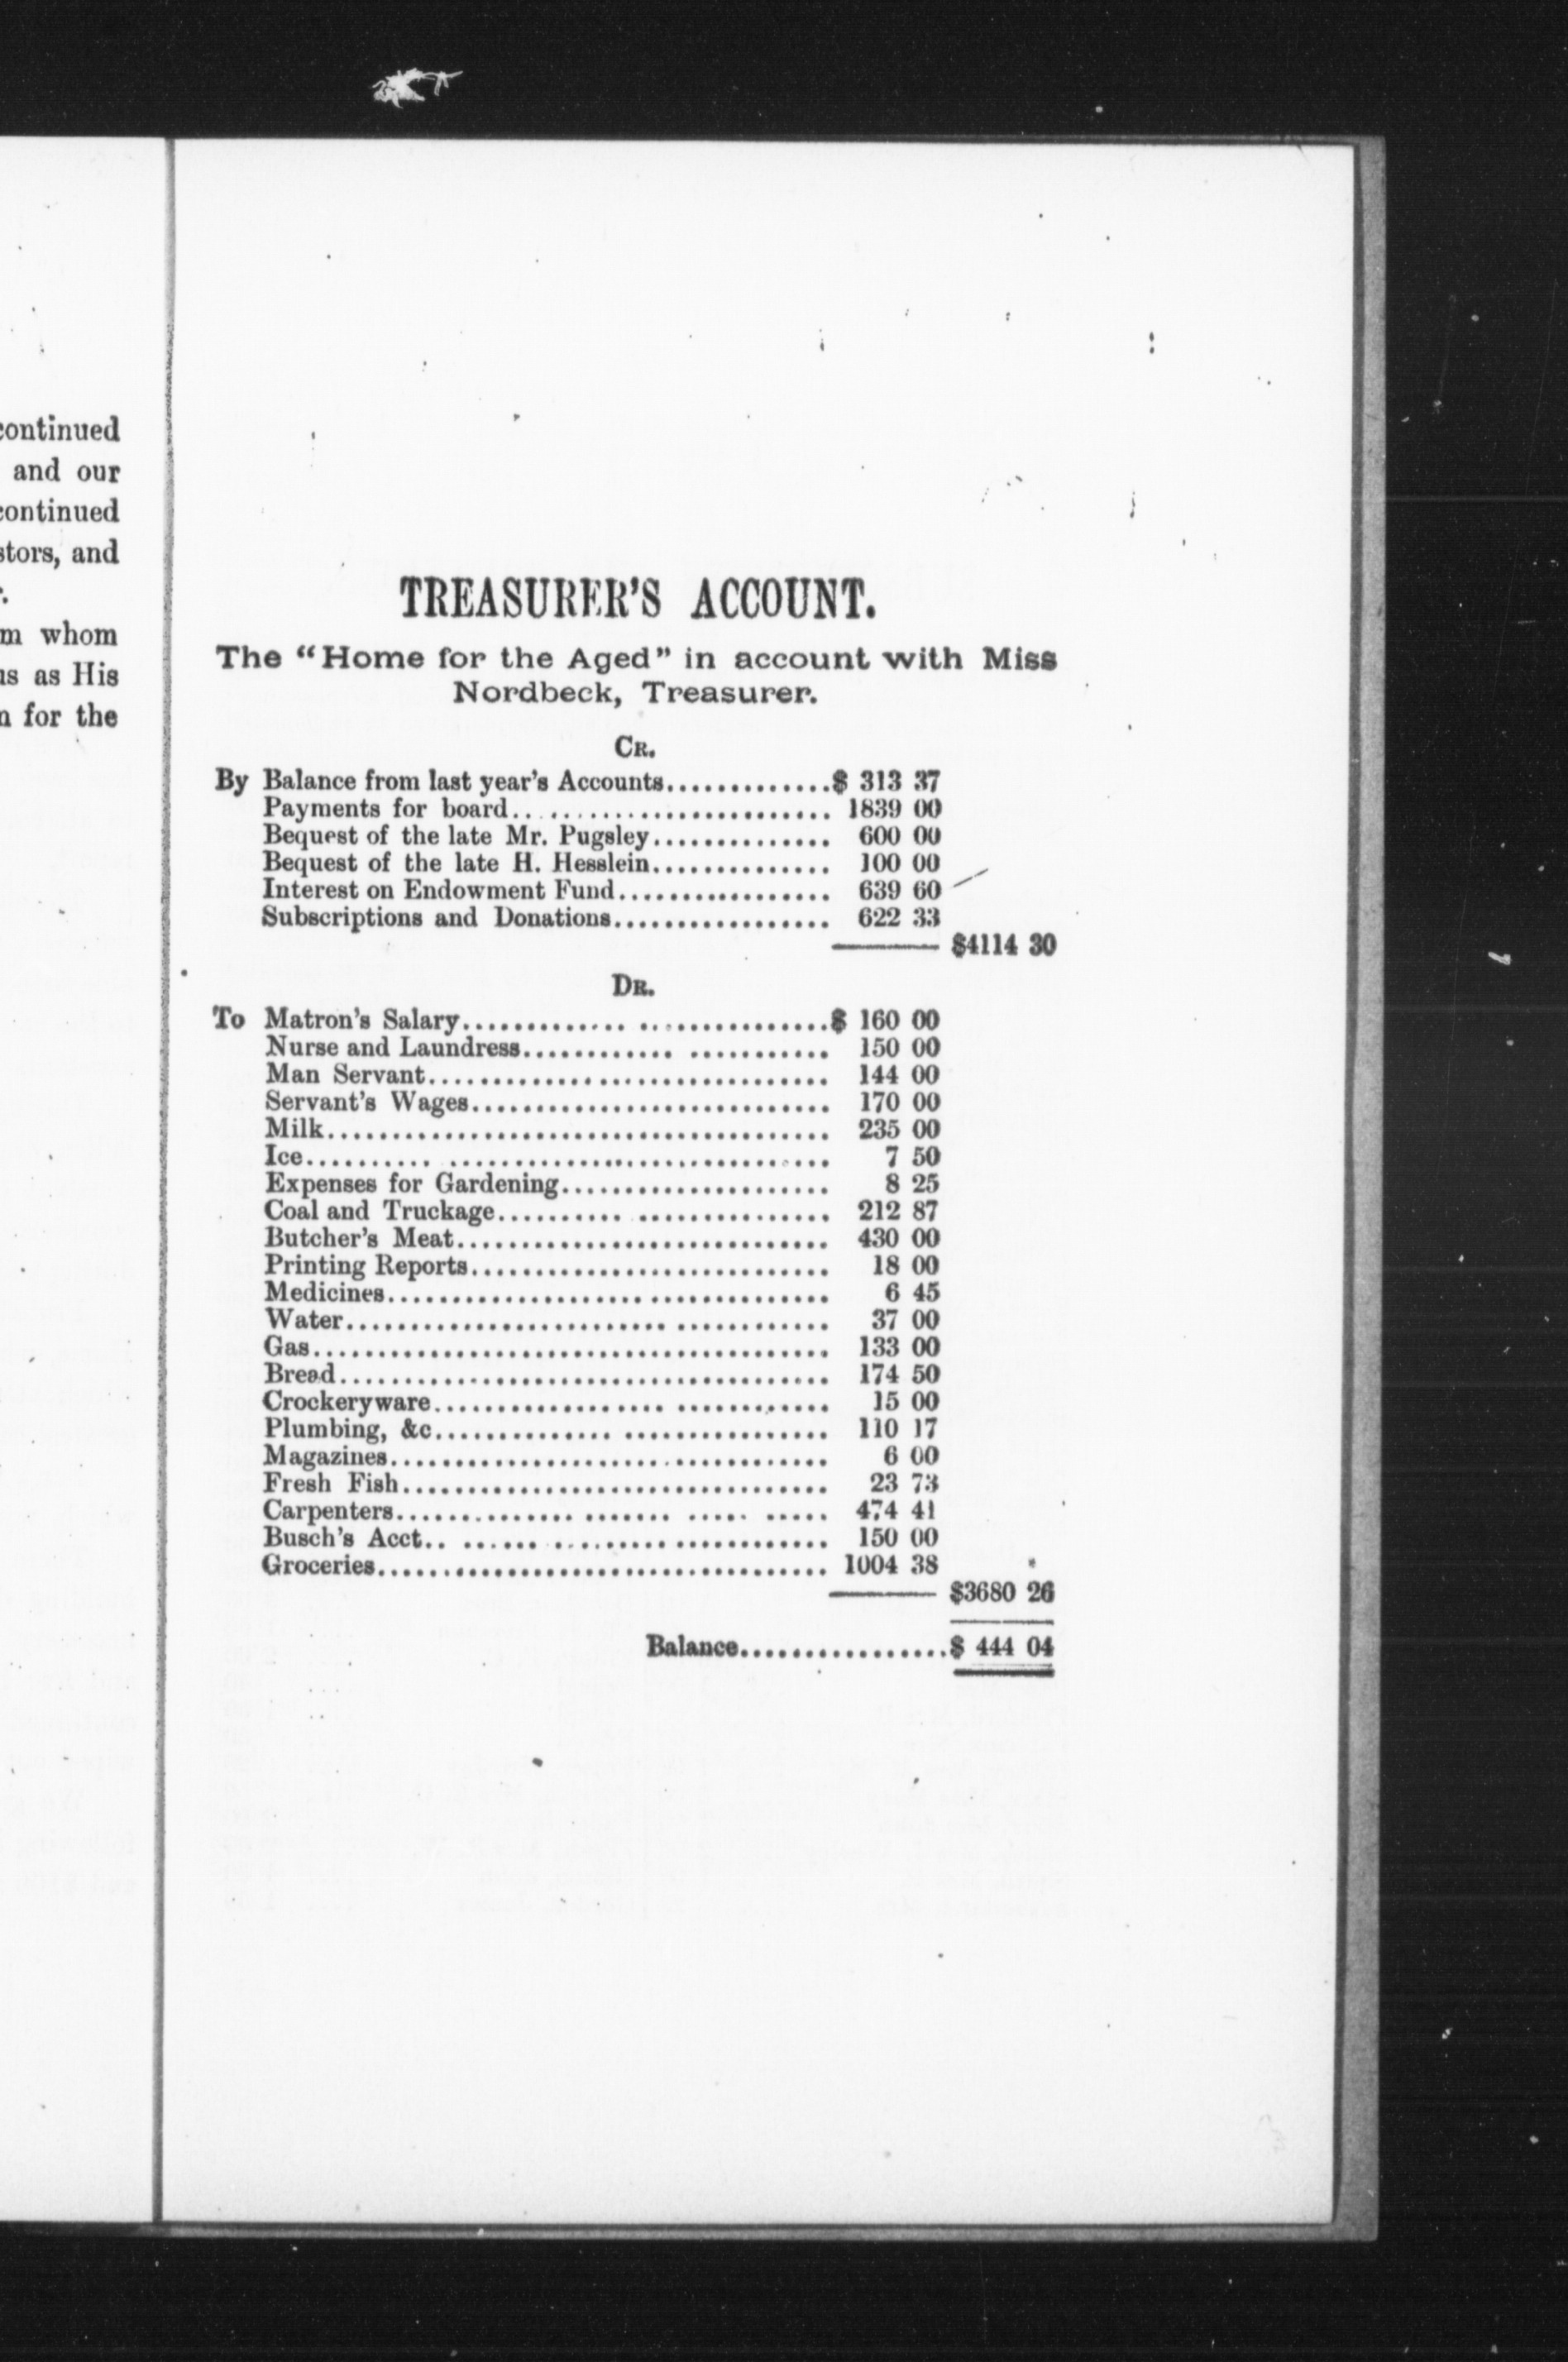 continued
and our
continued
stors, and
m whom
us as His
n for the
TREASURER'S ACCOUNT.
The "Home for the Aged" in account with Miss
Nordbeck, Treasurer.
CR.
By Balance from last year's Accounts.............$ 313 37
Payments for board......................... 1839 00
Bequest of the late Mr. Pugsley.............. 600 00
Bequest of the late H. Hesslein.............. 100 00
Interest on Endowment Fund................. 639 60
Subscriptions and Donations................. 622 33
$4114 30
DR.
To Matron's Salary............................$ 160 00
Nurse and Laundress....................... 150 00
Man Servant............................... 144 00
Servant's Wages............................ 170 00
Milk....................................... 235 00
Ice........................................ 7 50
Expenses for Gardening..................... 8 25
Coal and Truckage......................... 212 87
Butcher's Meat............................. 430 00
Printing Reports............................ 18 00
Medicines.................................. 6 45
Water..................................... 37 00
Gas........................................ 133 00
Bread...................................... 174 50
Crockeryware.............................. 15 00
Plumbing, &c.............................. 110 17
Magazines.................................. 6 00
Fresh Fish................................. 23 73
Carpenters................................. 474 41
Busch's Acct............................... 150 00
Groceries................................... 1004 38
$3680 26
Balance................$ 444 04